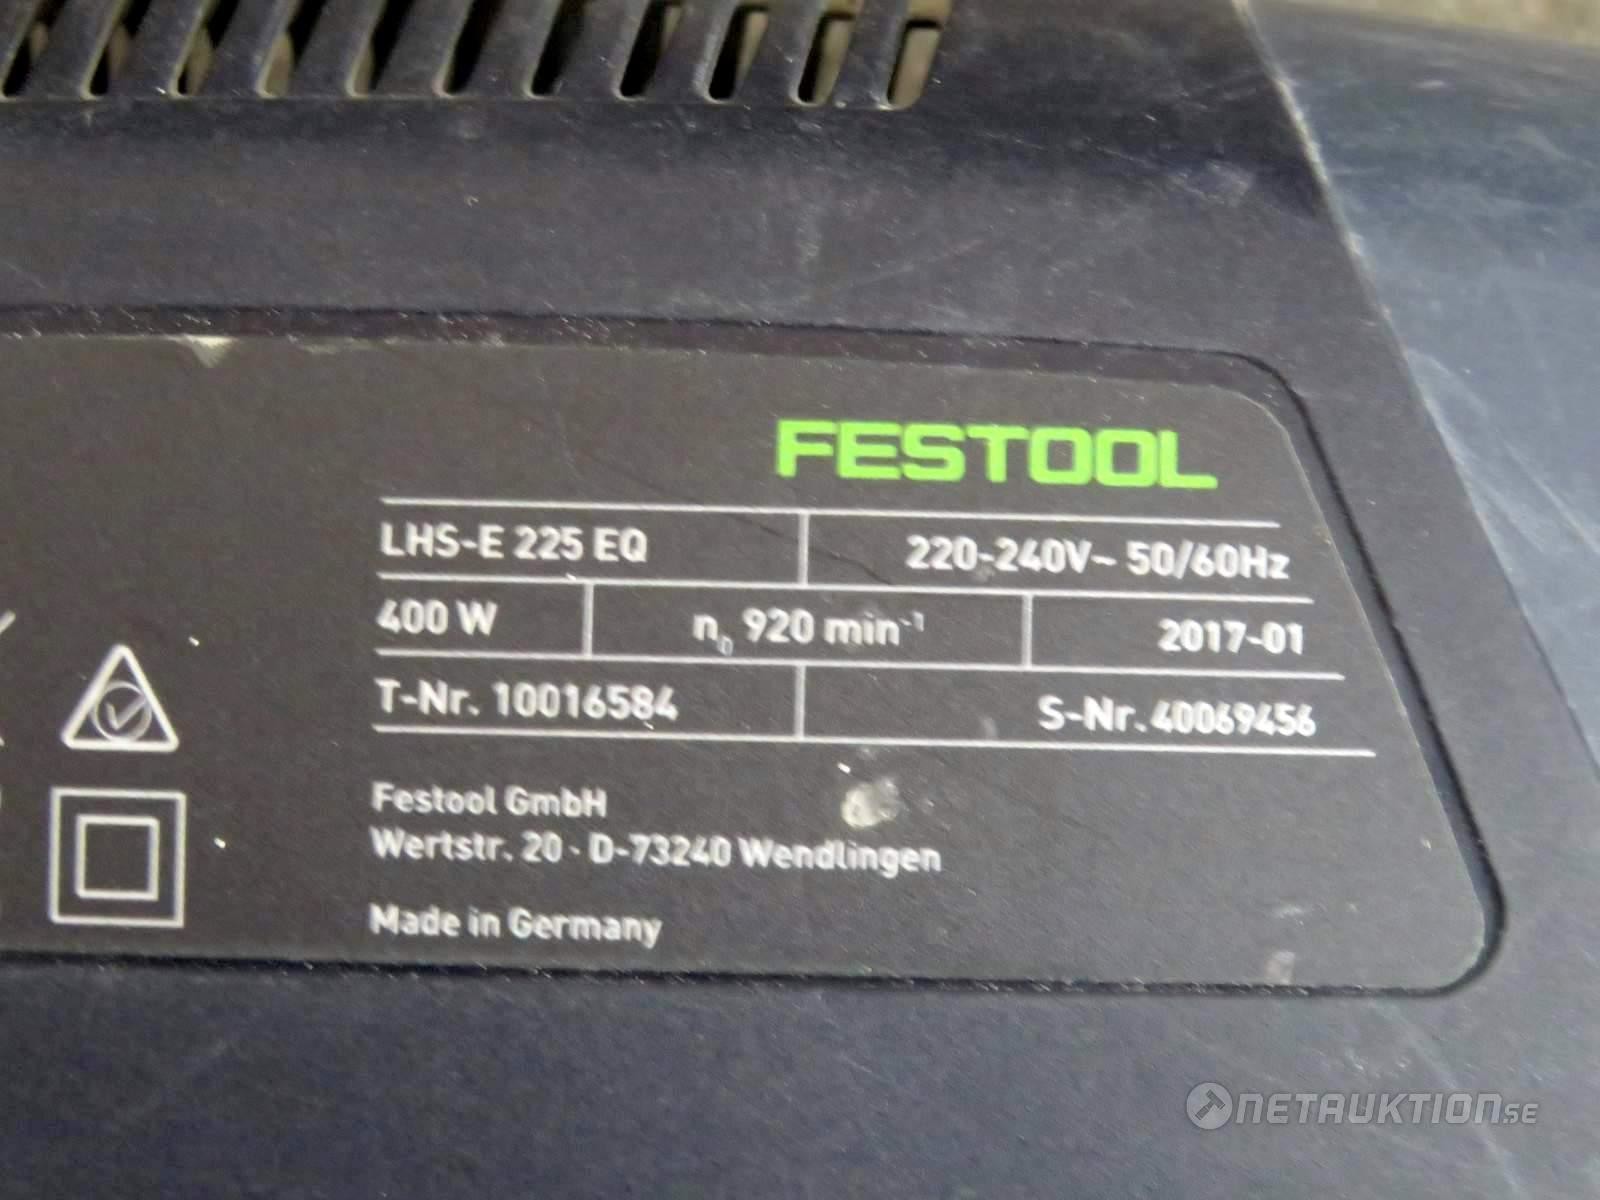 FESTOOL
LHS-E 225 EQ 220-240V~ 50/60Hz
400 W n₀ 920 min⁻¹ 2017-01
T-Nr. 10016584 S-Nr. 40069456
Festool GmbH
Wertstr. 20 · D-73240 Wendlingen
Made in Germany
NETAUKTION.SE